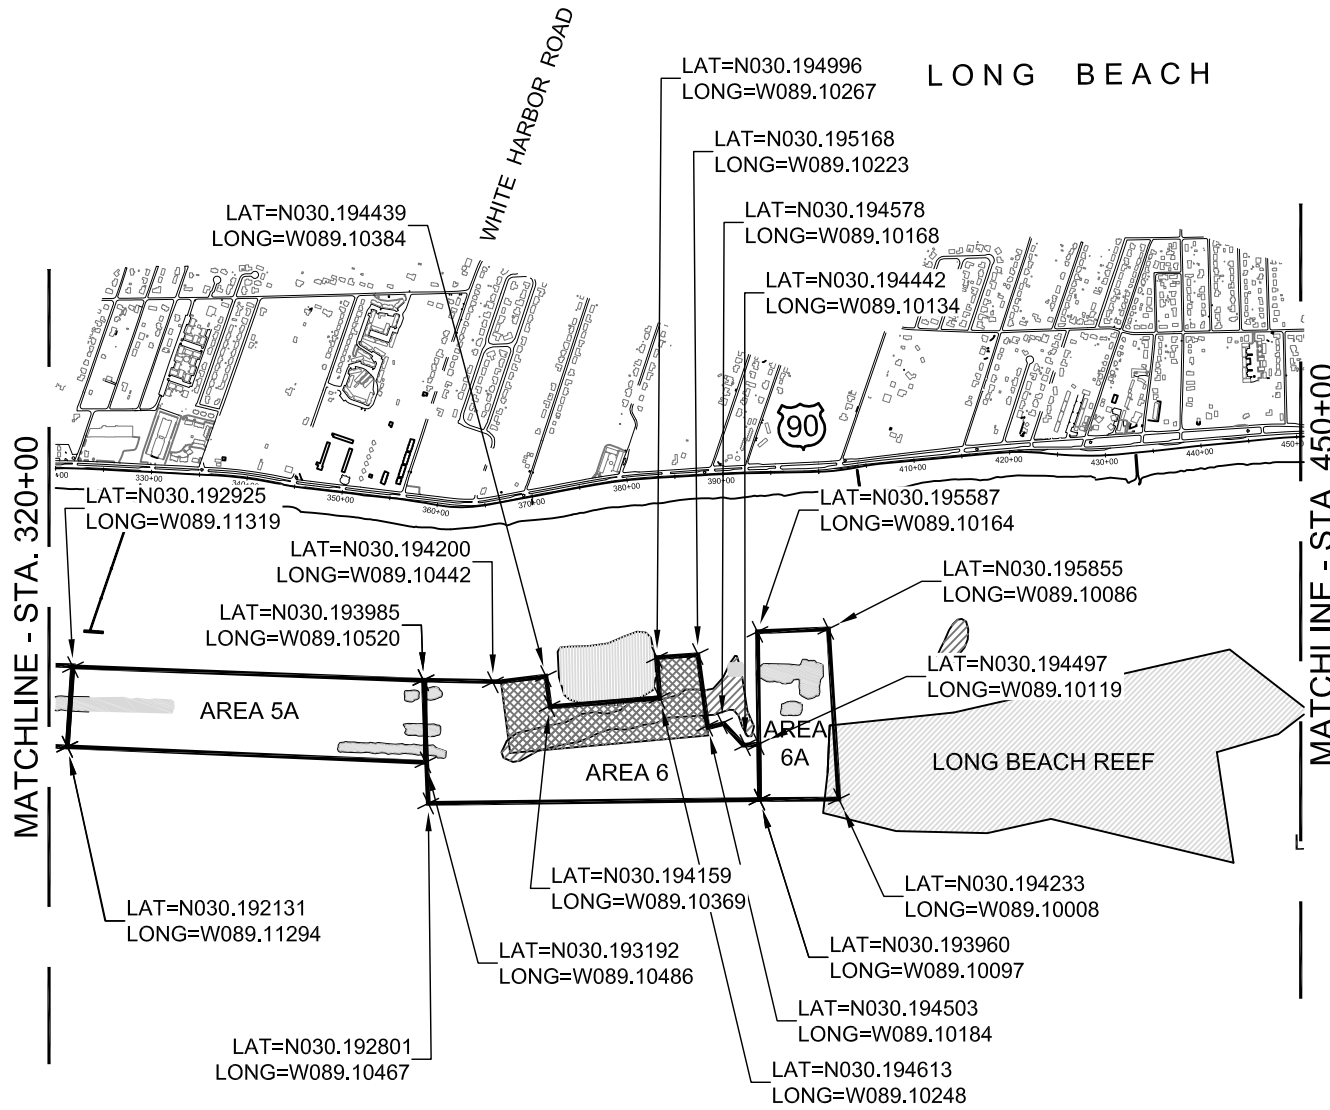 LAT=N030.194996
LONG=W089.10267
LONG BEACH
WHITE HARBOR ROAD
LAT=N030.195168
LONG=W089.10223
LAT=N030.194439
LONG=W089.10384
LAT=N030.194578
LONG=W089.10168
LAT=N030.194442
LONG=W089.10134
90
MATCHLINE - STA. 320+00
MATCHLINE - STA. 450+00
330+00
340+00
350+00
360+00
370+00
380+00
390+00
410+00
420+00
430+00
440+00
LAT=N030.192925
LONG=W089.11319
LAT=N030.195587
LONG=W089.10164
LAT=N030.194200
LONG=W089.10442
LAT=N030.195855
LONG=W089.10086
LAT=N030.193985
LONG=W089.10520
LAT=N030.194497
LONG=W089.10119
AREA 5A
AREA 6
AREA
6A
LONG BEACH REEF
LAT=N030.194159
LONG=W089.10369
LAT=N030.194233
LONG=W089.10008
LAT=N030.192131
LONG=W089.11294
LAT=N030.193192
LONG=W089.10486
LAT=N030.193960
LONG=W089.10097
LAT=N030.194503
LONG=W089.10184
LAT=N030.192801
LONG=W089.10467
LAT=N030.194613
LONG=W089.10248